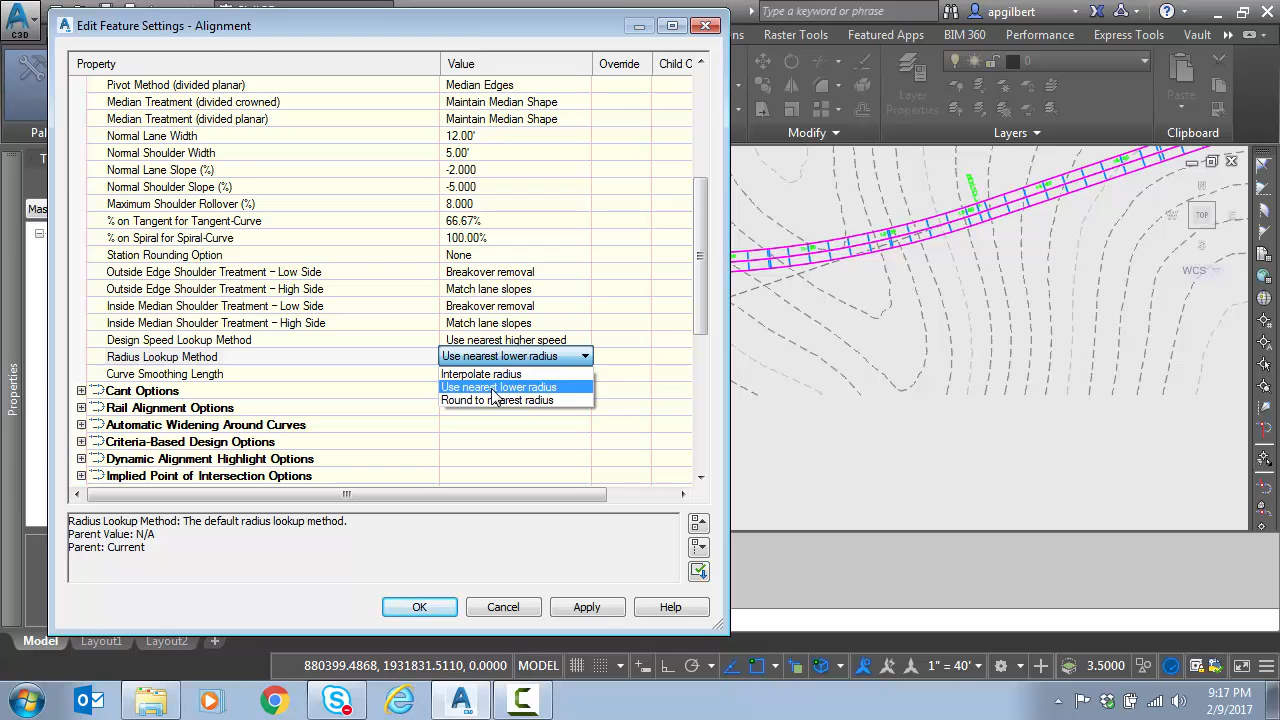 C3D
Edit Feature Settings - Alignment
Type a keyword or phrase
apgilbert
Raster Tools
Featured Apps
BIM 360
Performance
Express Tools
Vault
Property
Value
Override
Child O
Pivot Method (divided planar)
Median Edges
Median Treatment (divided crowned)
Maintain Median Shape
Median Treatment (divided planar)
Maintain Median Shape
Normal Lane Width
12.00'
Normal Shoulder Width
5.00'
Normal Lane Slope (%)
-2.000
Normal Shoulder Slope (%)
-5.000
Maximum Shoulder Rollover (%)
8.000
% on Tangent for Tangent-Curve
66.67%
% on Spiral for Spiral-Curve
100.00%
Station Rounding Option
None
Outside Edge Shoulder Treatment – Low Side
Breakover removal
Outside Edge Shoulder Treatment – High Side
Match lane slopes
Inside Median Shoulder Treatment – Low Side
Breakover removal
Inside Median Shoulder Treatment – High Side
Match lane slopes
Design Speed Lookup Method
Use nearest higher speed
Radius Lookup Method
Use nearest lower radius
Curve Smoothing Length
Interpolate radius
Use nearest lower radius
Round to nearest radius
Cant Options
Rail Alignment Options
Automatic Widening Around Curves
Criteria-Based Design Options
Dynamic Alignment Highlight Options
Implied Point of Intersection Options
Radius Lookup Method: The default radius lookup method.
Parent Value: N/A
Parent: Current
OK
Cancel
Apply
Help
Pal
Mas
Properties
0
Layer
Properties
Paste
Modify
Layers
Clipboard
TOP
WCS
Model
Layout1
Layout2
880399.4868, 1931831.5110, 0.0000
MODEL
1" = 40'
3.5000
9:17 PM
2/9/2017